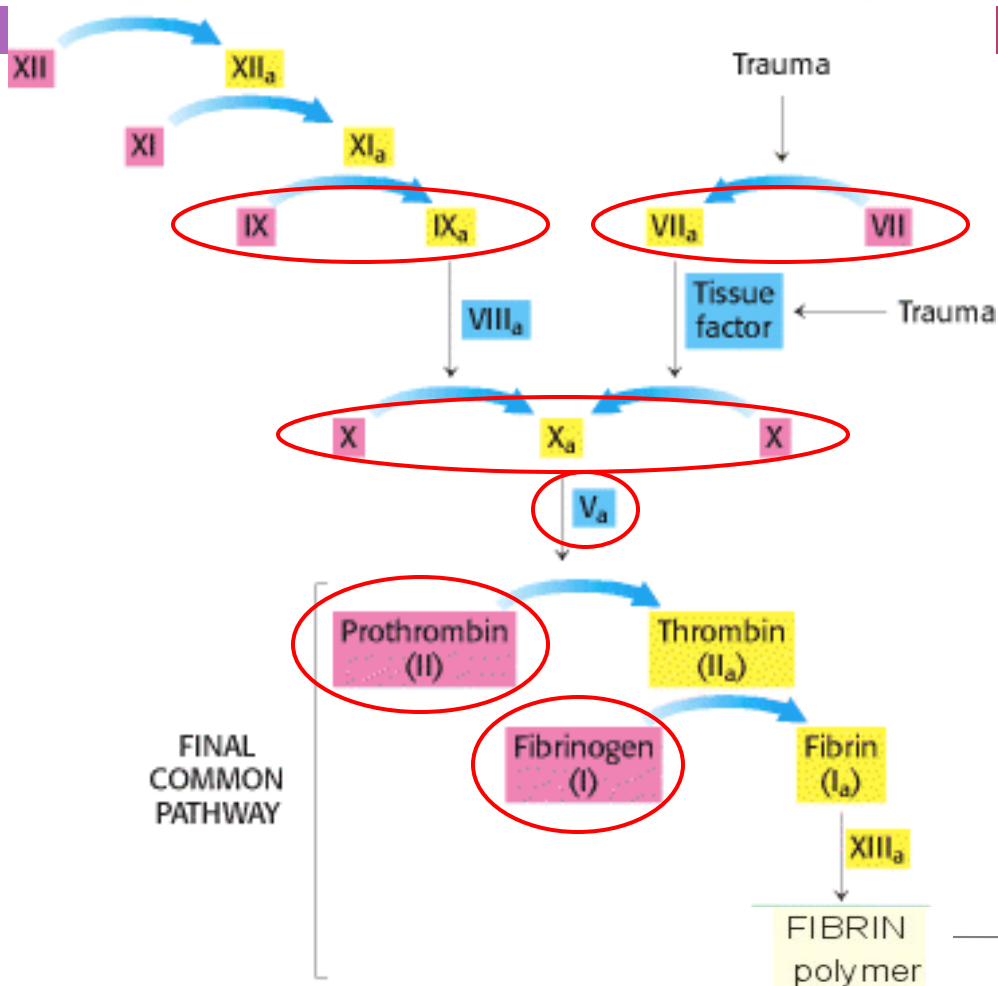 XII
XIIₐ
Trauma
XI
XIₐ
IX
IXₐ
VIIₐ
VII
VIIIₐ
Tissue
factor
Trauma
X
Xₐ
X
Vₐ
Prothrombin
(II)
Thrombin
(IIₐ)
Fibrinogen
(I)
Fibrin
(Iₐ)
FINAL
COMMON
PATHWAY
XIIIₐ
FIBRIN
polymer